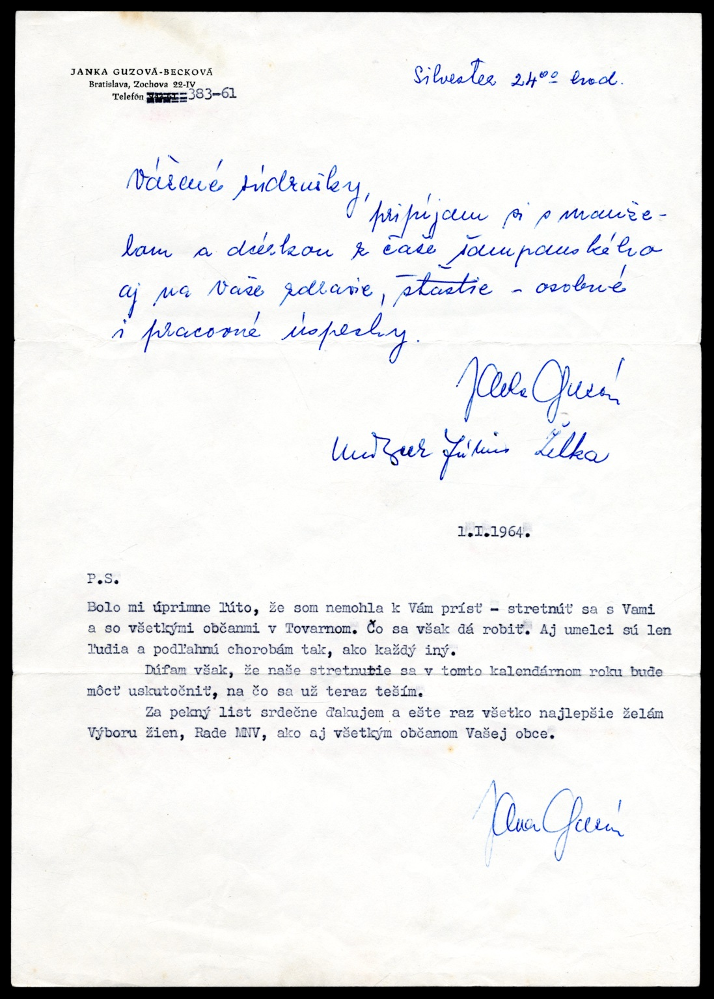 JANKA GUZOVÁ-BECKOVÁ
Bratislava, Zochova 22-IV
Telefón 383-61
Silvester 24⁰⁰ hod.
Vážené súdružky,
pripíjam si s manže-
lom a dcérkou z čaše šampanského
aj na Vaše zdravie, šťastie - osobné
i pracovné úspechy.
Janka Guzová
Július Želka
1.I.1964.
P.S.
Bolo mi úprimne ľúto, že som nemohla k Vám prísť - stretnúť sa s Vami
a so všetkými občanmi v Tovarnom. Čo sa však dá robiť. Aj umelci sú len
ľudia a podľahnú chorobám tak, ako každý iný.
Dúfam však, že naše stretnutie sa v tomto kalendárnom roku bude
môcť uskutočniť, na čo sa už teraz teším.
Za pekný list srdečne ďakujem a ešte raz všetko najlepšie želám
Výboru žien, Rade MNV, ako aj všetkým občanom Vašej obce.
Jana Guzová